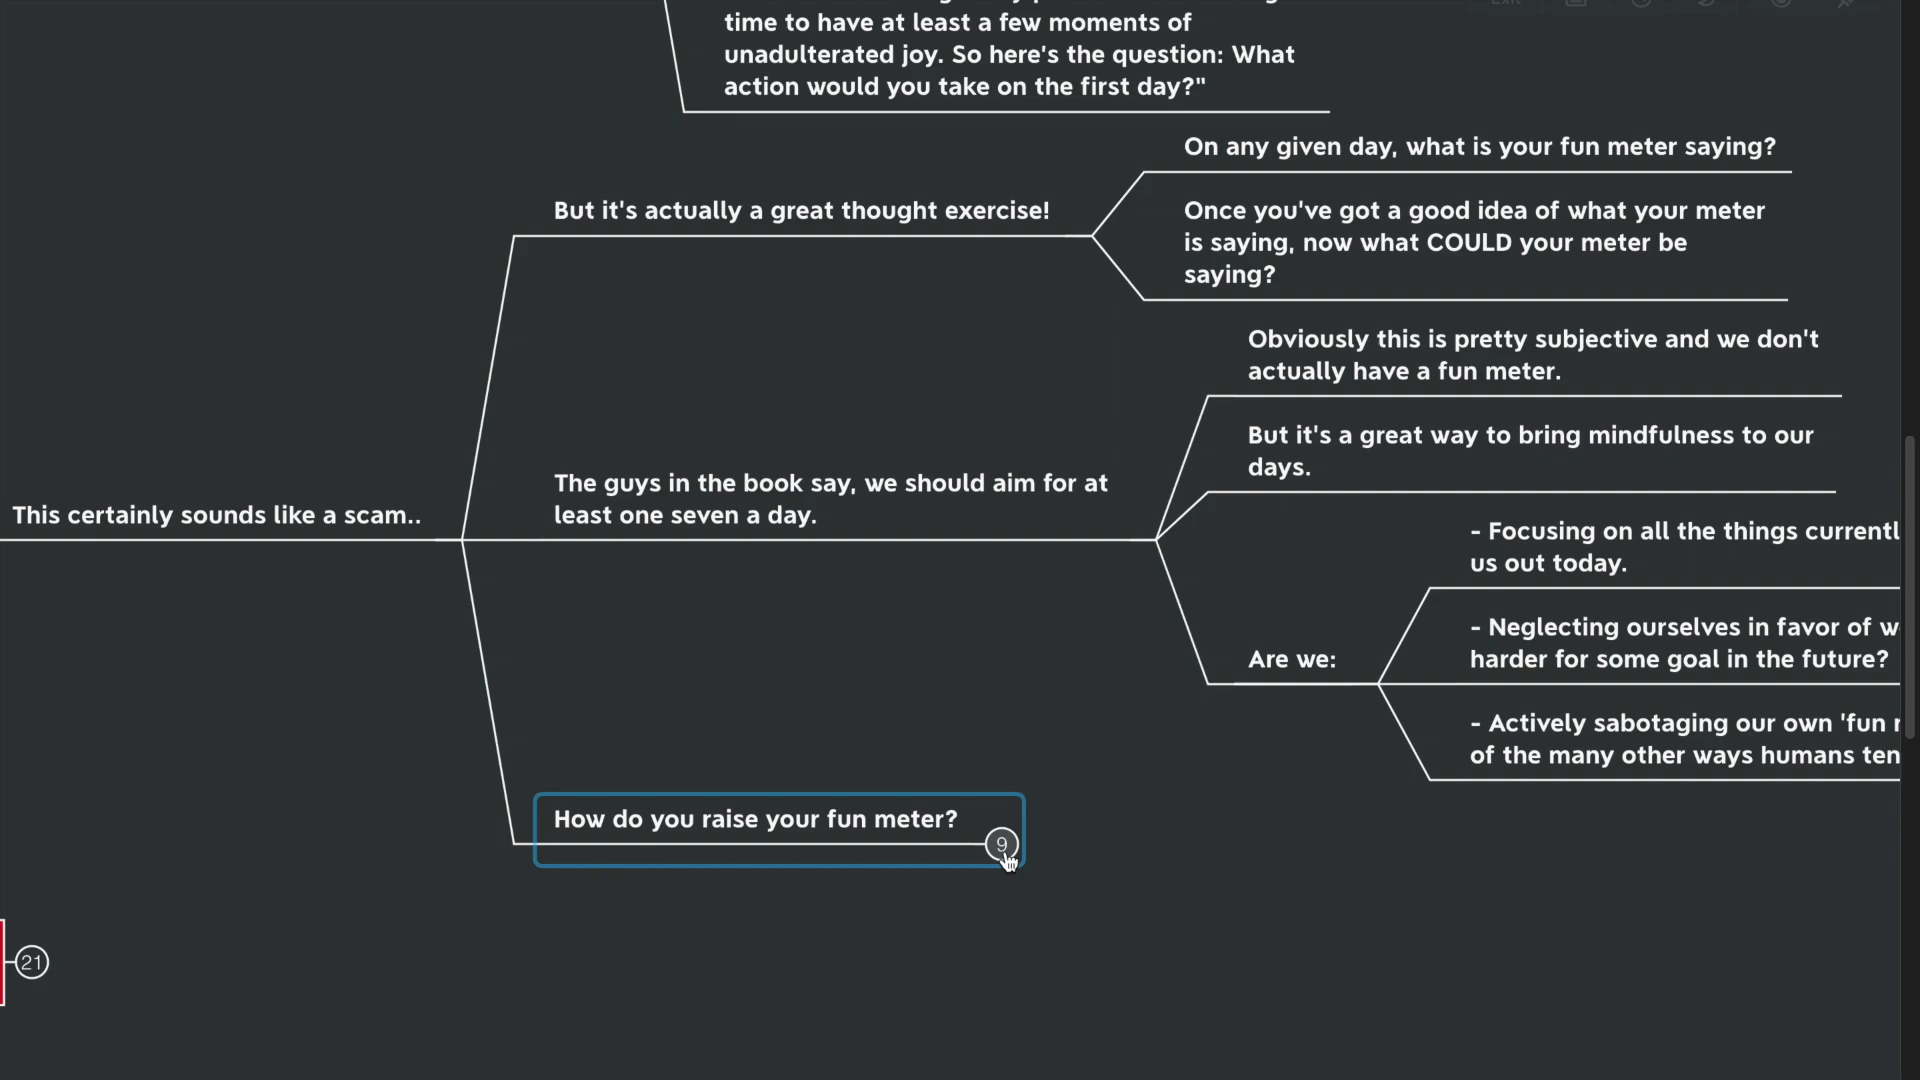 time to have at least a few moments of
unadulterated joy. So here's the question: What
action would you take on the first day?"
On any given day, what is your fun meter saying?
But it's actually a great thought exercise!
Once you've got a good idea of what your meter
is saying, now what COULD your meter be
saying?
Obviously this is pretty subjective and we don't
actually have a fun meter.
But it's a great way to bring mindfulness to our
days.
The guys in the book say, we should aim for at
least one seven a day.
This certainly sounds like a scam..
- Focusing on all the things currentl
us out today.
- Neglecting ourselves in favor of w
harder for some goal in the future?
Are we:
- Actively sabotaging our own 'fun
of the many other ways humans ten
How do you raise your fun meter?
9
21